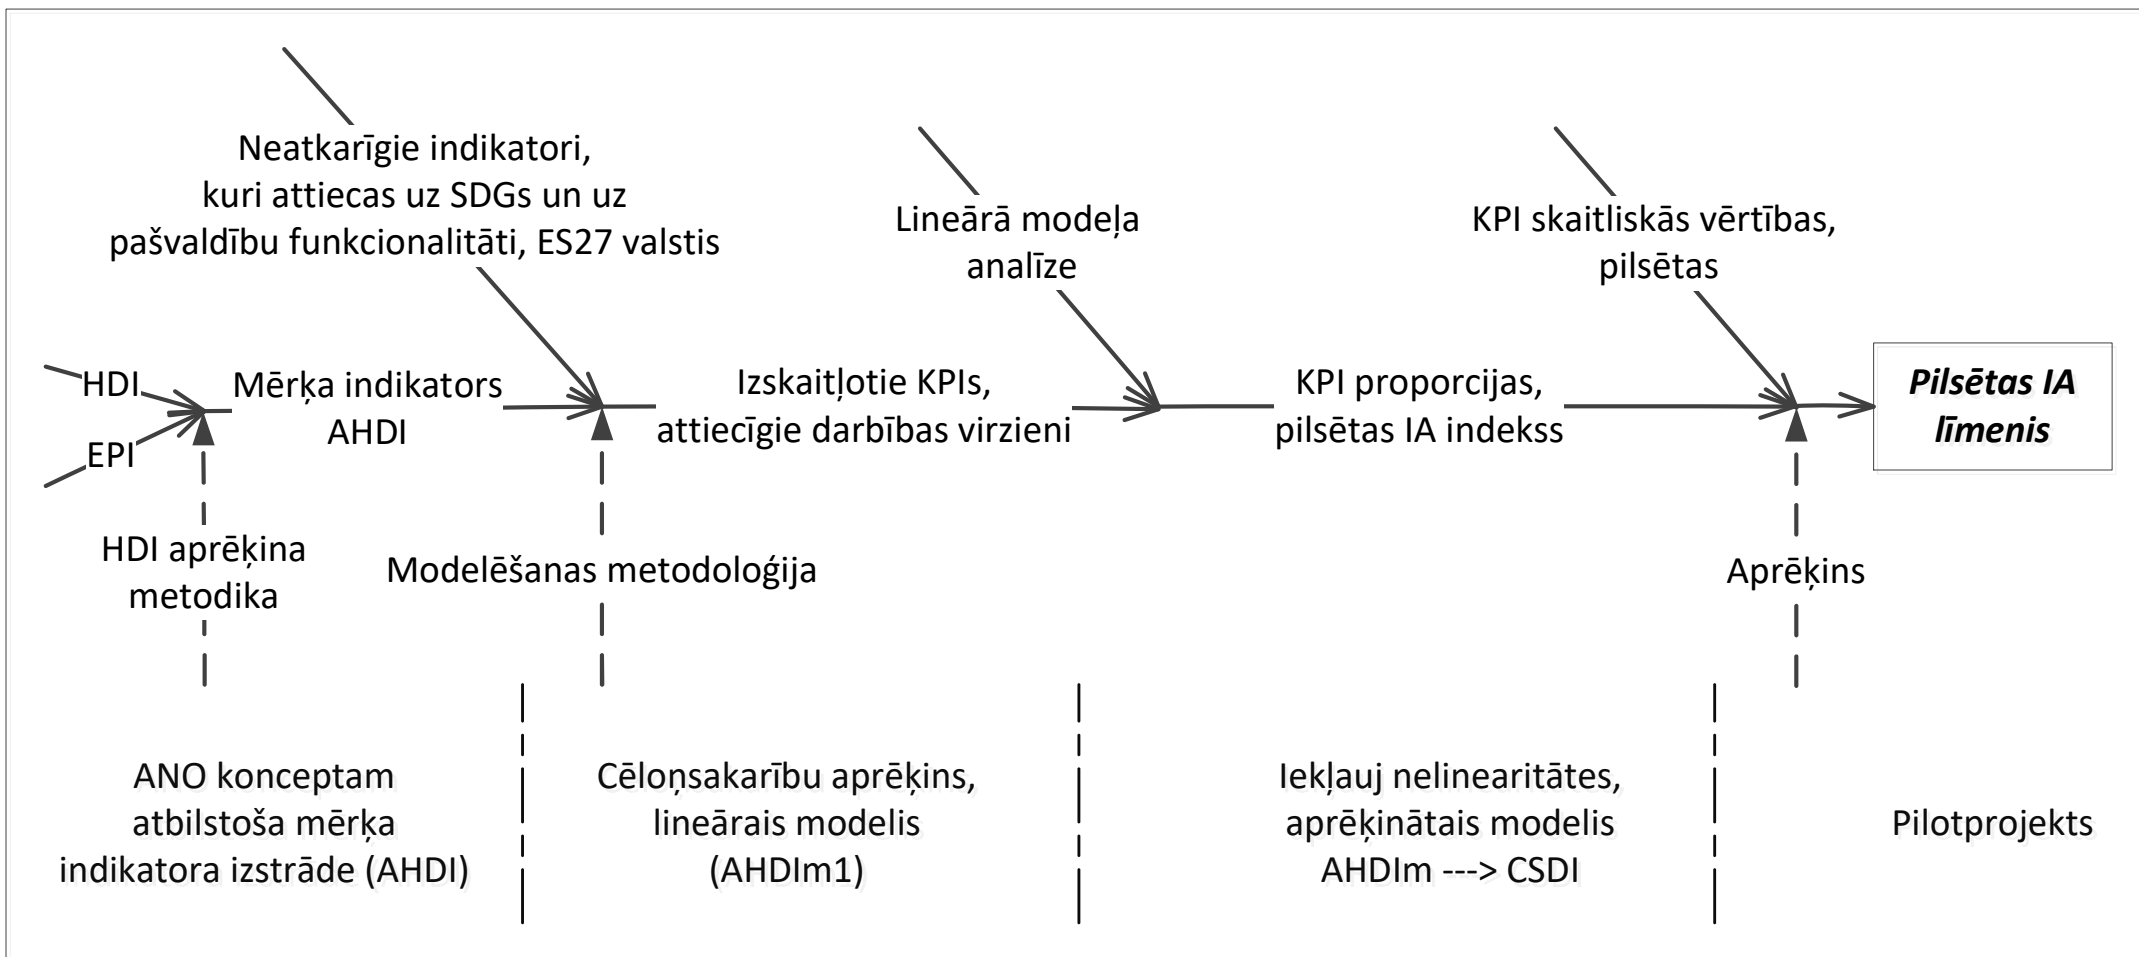 Neatkarīgie indikatori,
kuri attiecas uz SDGs un uz
pašvaldību funkcionalitāti, ES27 valstis
Lineārā modeļa
analīze
KPI skaitliskās vērtības,
pilsētas
HDI
EPI
Mērķa indikators
AHDI
Izskaitļotie KPIs,
attiecīgie darbības virzieni
KPI proporcijas,
pilsētas IA indekss
Pilsētas IA
līmenis
HDI aprēķina
metodika
Modelēšanas metodoloģija
Aprēķins
ANO konceptam
atbilstoša mērķa
indikatora izstrāde (AHDI)
Cēloņsakarību aprēķins,
lineārais modelis
(AHDIm1)
Iekļauj nelinearitātes,
aprēķinātais modelis
AHDIm ---> CSDI
Pilotprojekts